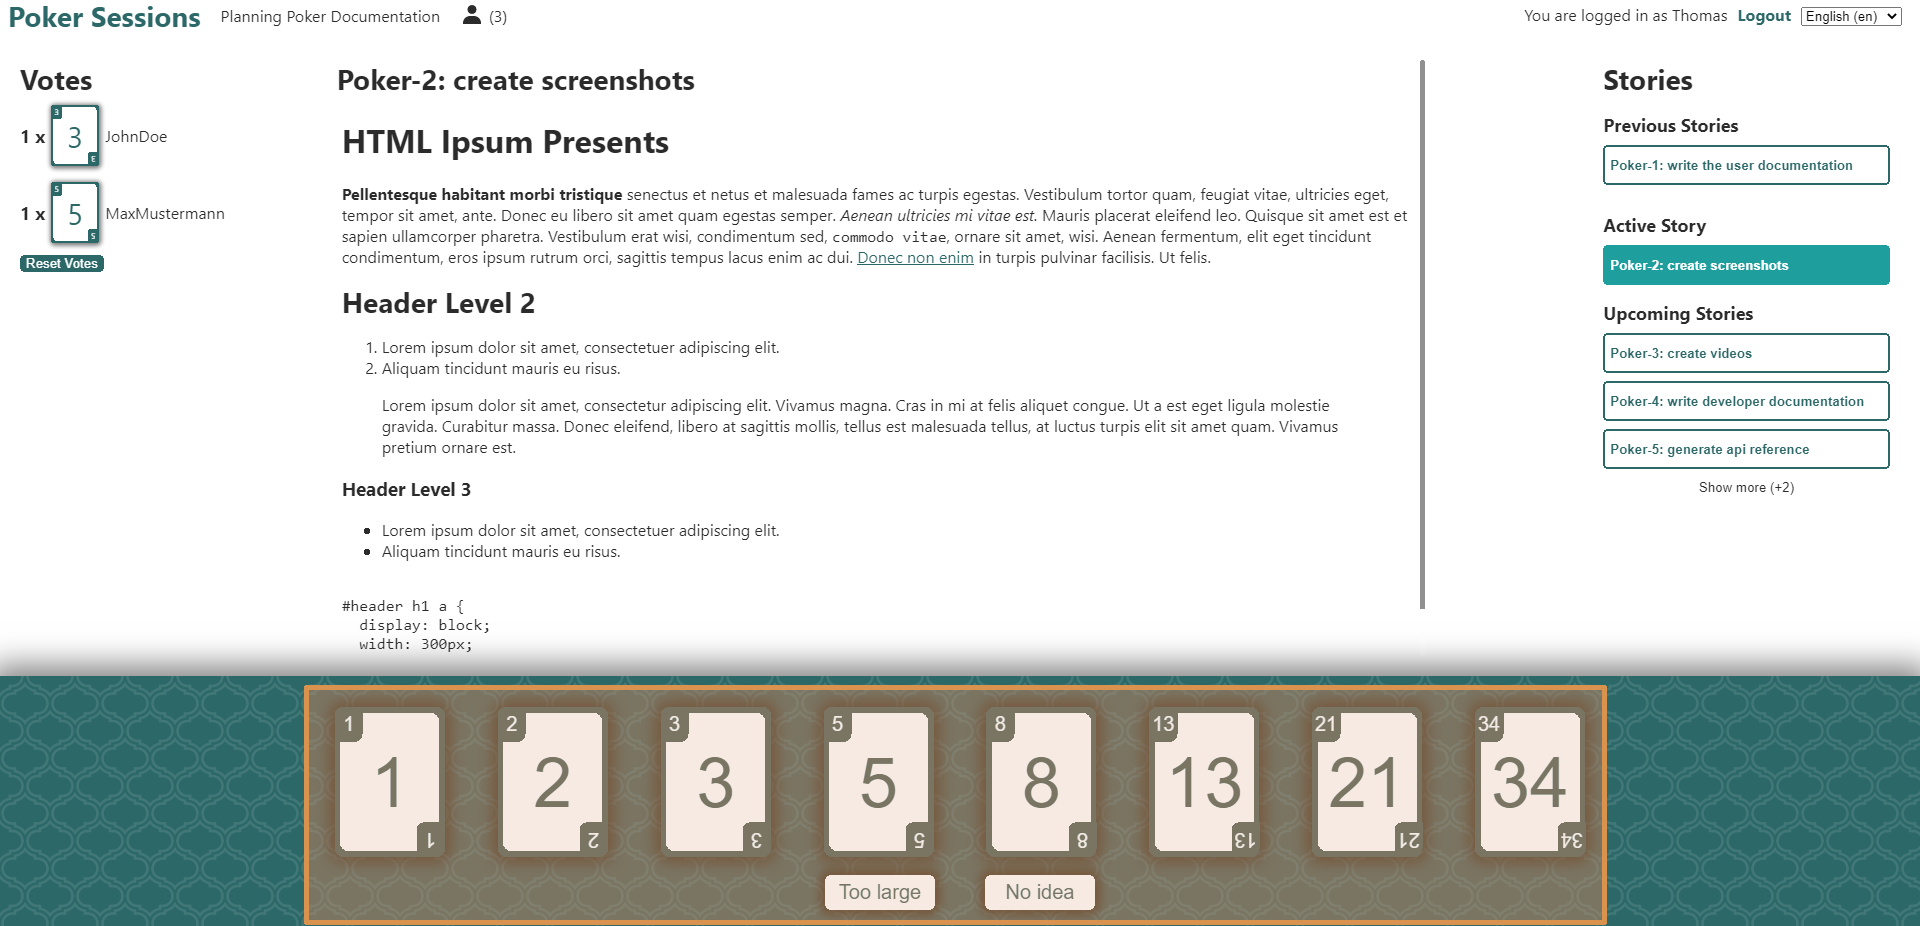 Poker Sessions Planning Poker Documentation (3) You are logged in as Thomas Logout English (en)
Votes
1 x 3 3 3 JohnDoe
1 x 5 5 5 MaxMustermann
Reset Votes
Poker-2: create screenshots
HTML Ipsum Presents
Pellentesque habitant morbi tristique senectus et netus et malesuada fames ac turpis egestas. Vestibulum tortor quam, feugiat vitae, ultricies eget,
tempor sit amet, ante. Donec eu libero sit amet quam egestas semper. Aenean ultricies mi vitae est. Mauris placerat eleifend leo. Quisque sit amet est et
sapien ullamcorper pharetra. Vestibulum erat wisi, condimentum sed, commodo vitae, ornare sit amet, wisi. Aenean fermentum, elit eget tincidunt
condimentum, eros ipsum rutrum orci, sagittis tempus lacus enim ac dui. Donec non enim in turpis pulvinar facilisis. Ut felis.
Header Level 2
1. Lorem ipsum dolor sit amet, consectetuer adipiscing elit.
2. Aliquam tincidunt mauris eu risus.
Lorem ipsum dolor sit amet, consectetur adipiscing elit. Vivamus magna. Cras in mi at felis aliquet congue. Ut a est eget ligula molestie
gravida. Curabitur massa. Donec eleifend, libero at sagittis mollis, tellus est malesuada tellus, at luctus turpis elit sit amet quam. Vivamus
pretium ornare est.
Header Level 3
• Lorem ipsum dolor sit amet, consectetuer adipiscing elit.
• Aliquam tincidunt mauris eu risus.
#header h1 a {
display: block;
width: 300px;
Stories
Previous Stories
Poker-1: write the user documentation
Active Story
Poker-2: create screenshots
Upcoming Stories
Poker-3: create videos
Poker-4: write developer documentation
Poker-5: generate api reference
Show more (+2)
1 2 3 5 8 13 21 34
1 2 3 5 8 13 21 34
1 2 3 5 8 13 21 34
Too large No idea